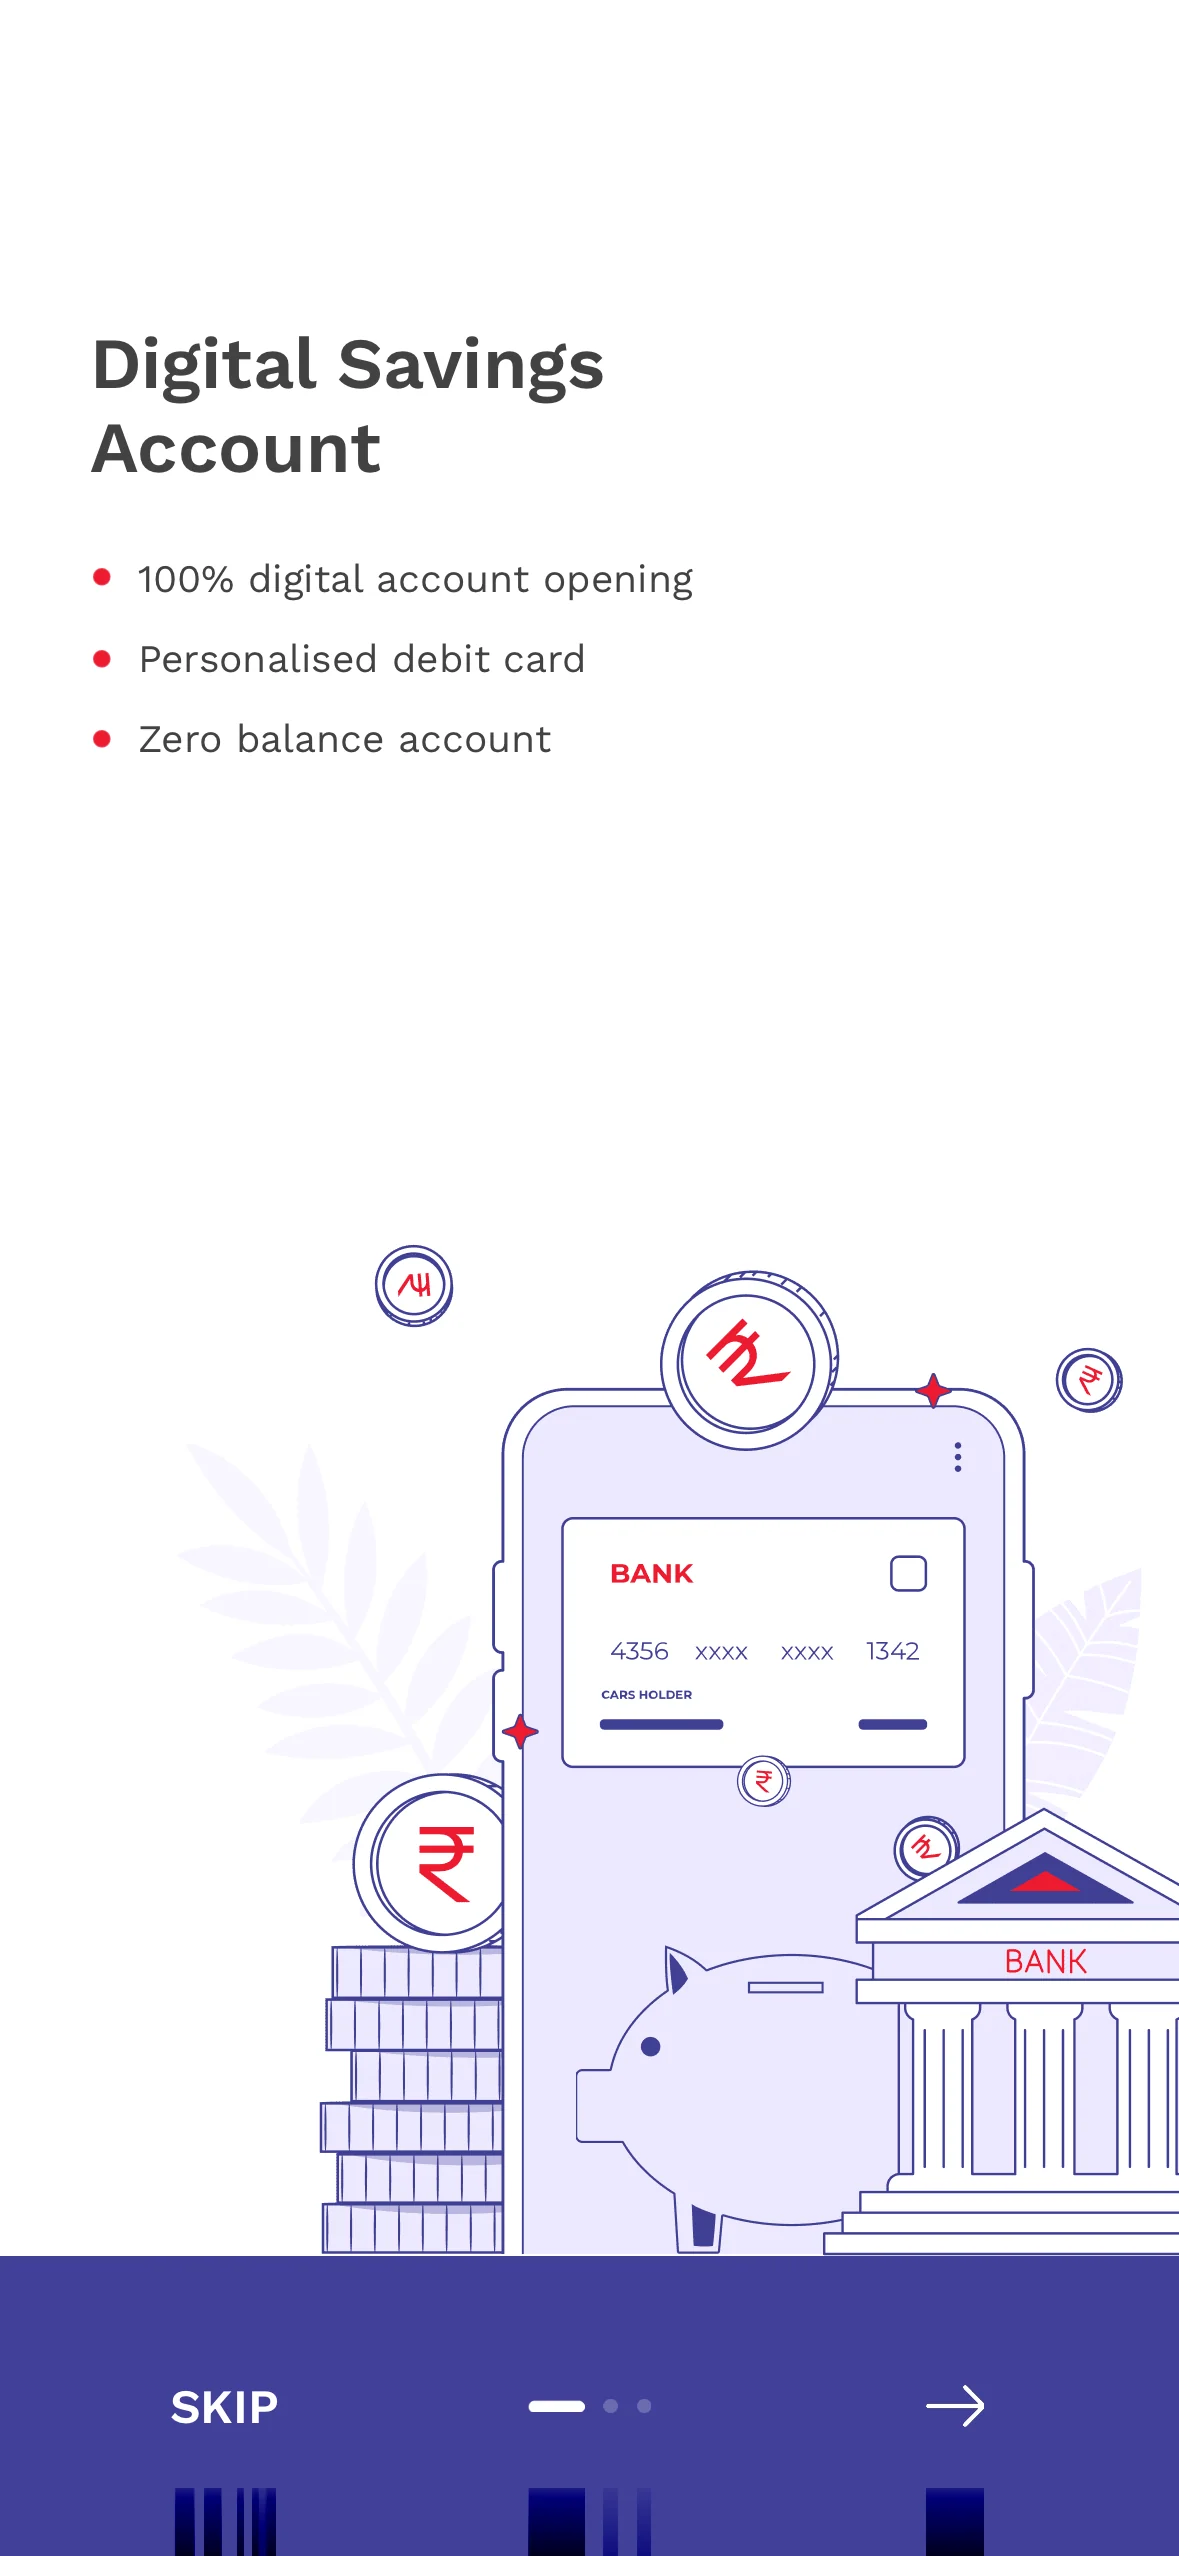 Digital Savings
Account
100% digital account opening
Personalised debit card
Zero balance account
₹
₹
₹
BANK
4356 xxxx xxxx 1342
CARS HOLDER
₹
₹
₹
BANK
SKIP